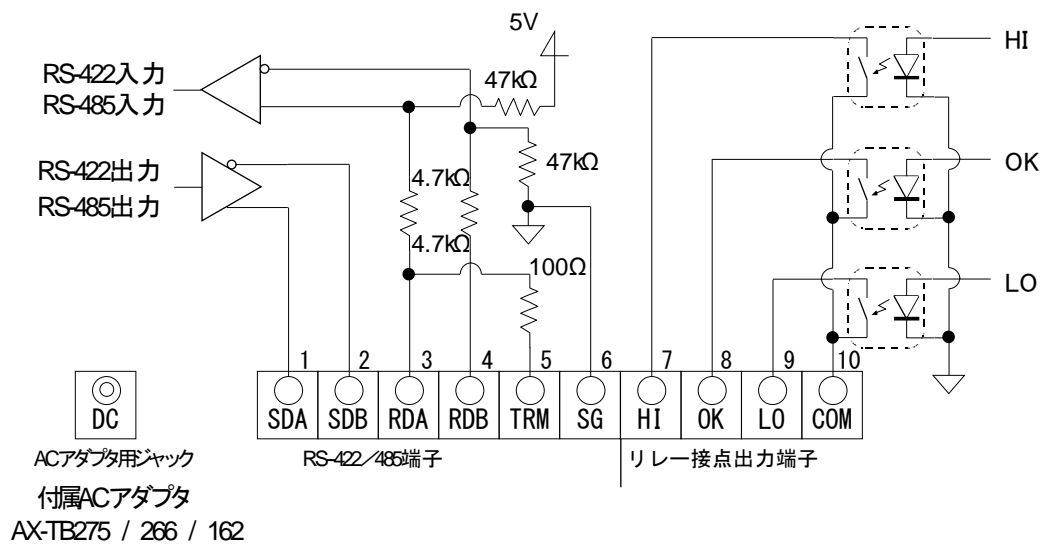 5V
HI
RS-422入力
47kΩ
RS-485入力
47kΩ
OK
RS-422出力
4.7kΩ
RS-485出力
4.7kΩ
100Ω
LO
1 2 3 4 5 6 7 8 9 10
DC SDA SDB RDA RDB TRM SG HI OK LO COM
ACアダプタ用ジャック RS-422/485端子 リレー接点出力端子
付属ACアダプタ
AX-TB275 / 266 / 162